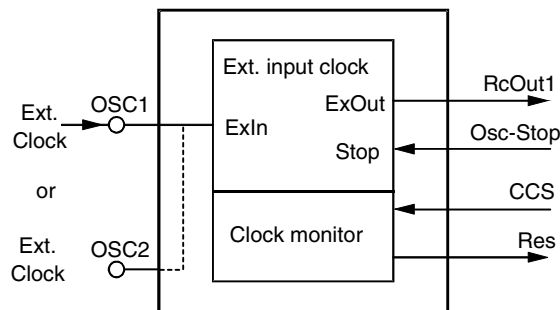 Ext.
Clock
OSC1
or
Ext.
Clock
OSC2
Ext. input clock
ExOut
ExIn
Stop
Clock monitor
RcOut1
Osc-Stop
CCS
Res